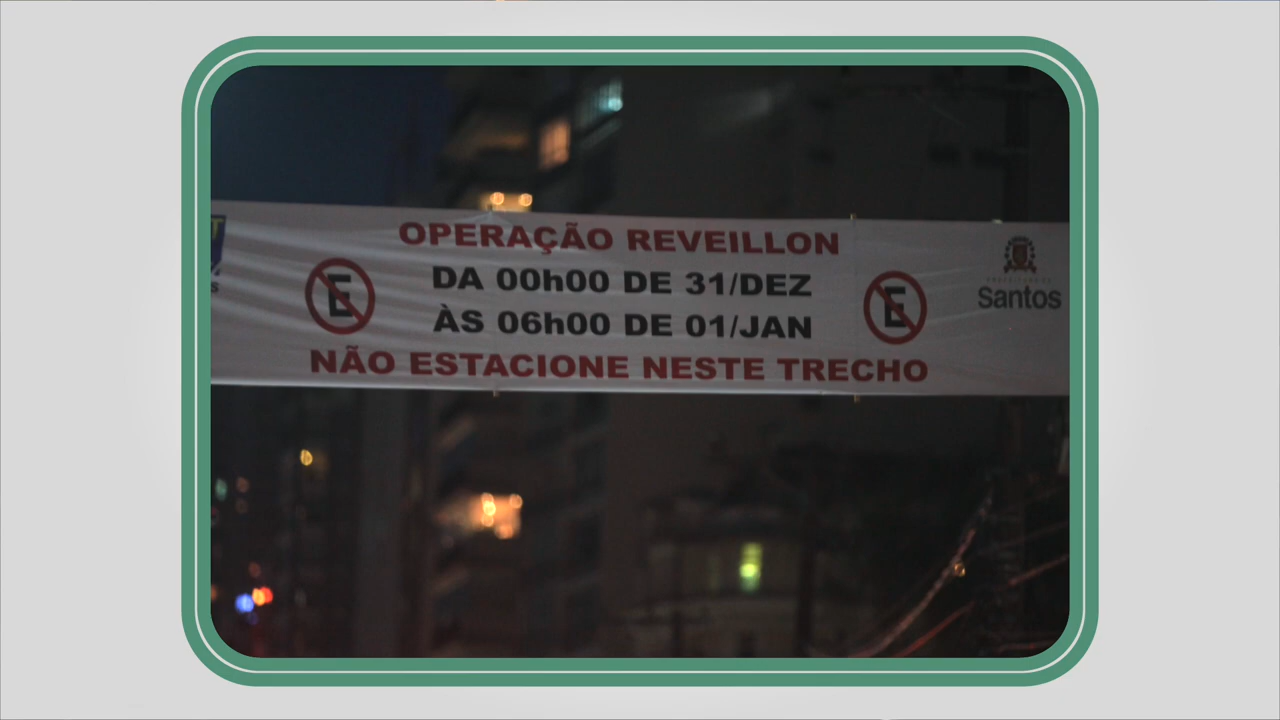 OPERAÇÃO REVEILLON
E
DA 00h00 DE 31/DEZ
E
ÀS 06h00 DE 01/JAN
NÃO ESTACIONE NESTE TRECHO
Santos